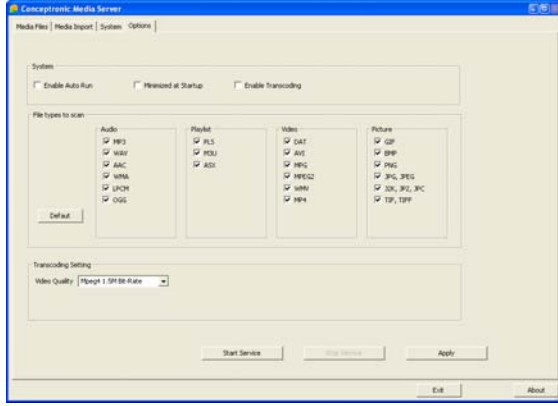 Conceptronic Media Server
Media Files Media Import System Options
System
Enable Auto Run Minimized at Startup Enable Transcoding
File types to scan
Audio Playlist Video Picture
MP3 PLS DAT GIF
WAV M3U AVI BMP
AAC ASX MPG PNG
WMA MPEG2 JPG, JPEG
LPCM WMV J2K, JP2, JPC
OGG MP4 TIF, TIFF
Default
Transcoding Setting
Video Quality Mpeg4 1.5M Bit-Rate
Start Service Stop Service Apply
Exit About